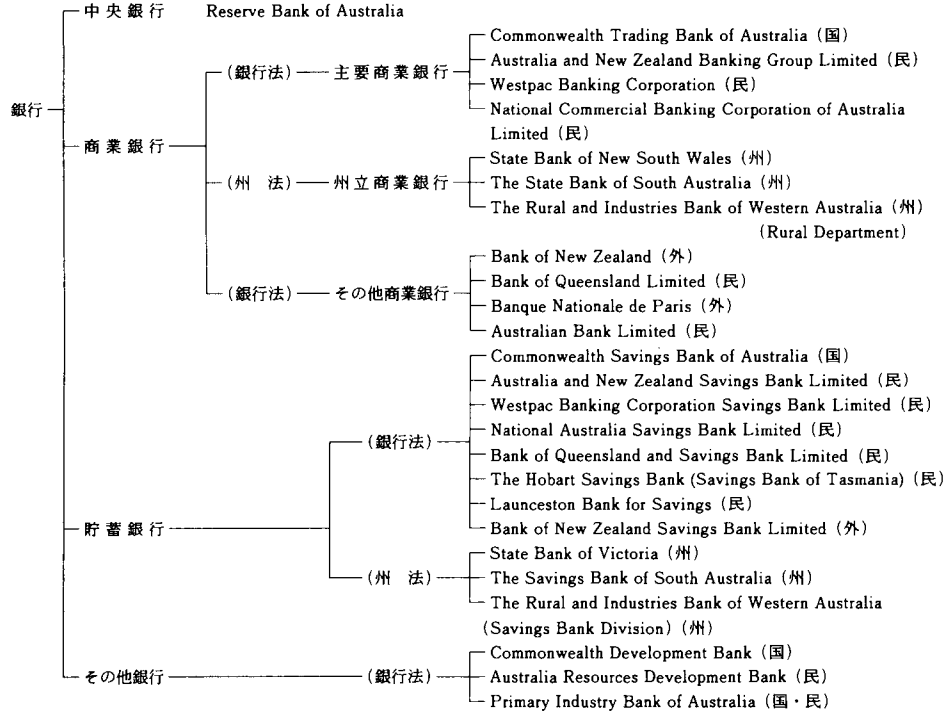 中央銀行 Reserve Bank of Australia
Commonwealth Trading Bank of Australia（国）
(銀行法) 主要商業銀行 Australia and New Zealand Banking Group Limited（民）
Westpac Banking Corporation（民）
銀行 National Commercial Banking Corporation of Australia
Limited（民）
商業銀行
State Bank of New South Wales（州）
(州 法) 州立商業銀行 The State Bank of South Australia（州）
The Rural and Industries Bank of Western Australia（州）
(Rural Department)
Bank of New Zealand（外）
Bank of Queensland Limited（民）
(銀行法) その他商業銀行
Banque Nationale de Paris（外）
Australian Bank Limited（民）
Commonwealth Savings Bank of Australia（国）
Australia and New Zealand Savings Bank Limited（民）
Westpac Banking Corporation Savings Bank Limited（民）
(銀行法) National Australia Savings Bank Limited（民）
Bank of Queensland and Savings Bank Limited（民）
The Hobart Savings Bank (Savings Bank of Tasmania)（民）
Launceston Bank for Savings（民）
貯蓄銀行 Bank of New Zealand Savings Bank Limited（外）
State Bank of Victoria（州）
(州 法) The Savings Bank of South Australia（州）
The Rural and Industries Bank of Western Australia
(Savings Bank Division)（州）
Commonwealth Development Bank（国）
その他銀行 (銀行法) Australia Resources Development Bank（民）
Primary Industry Bank of Australia（国・民）